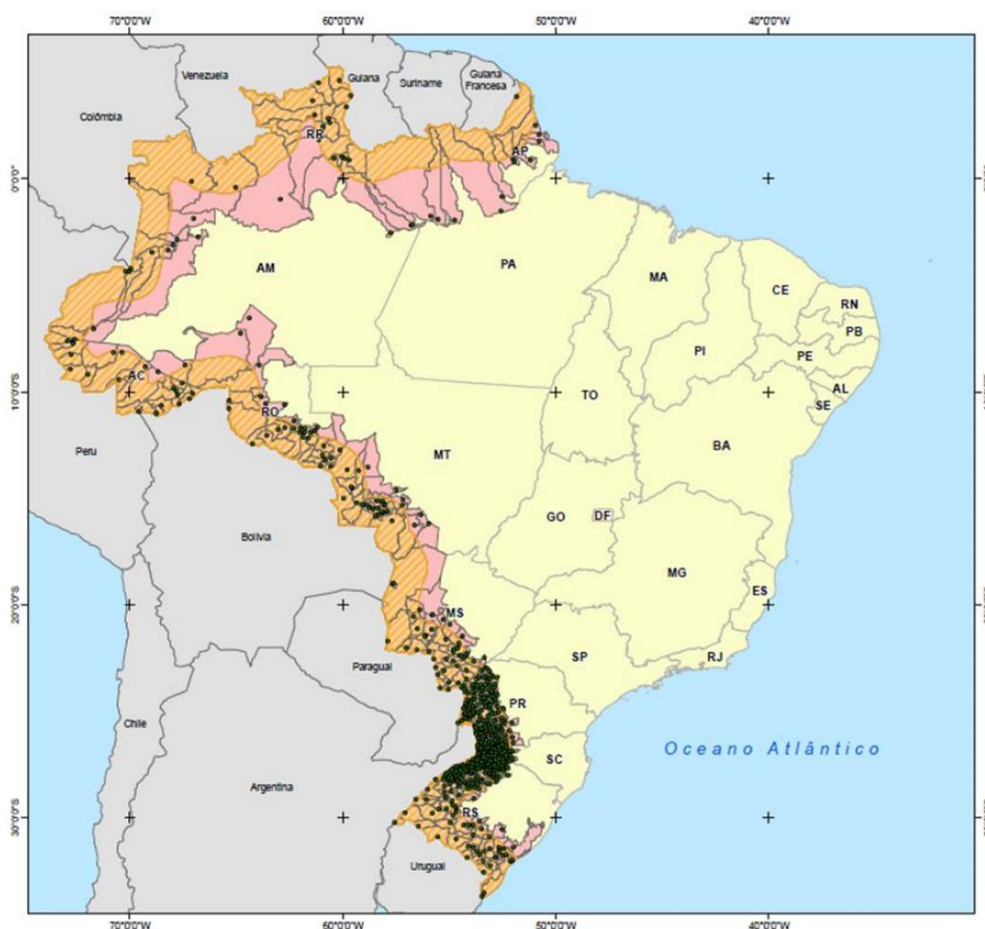 70°0'0"W
60°0'0"W
50°0'0"W
40°0'0"W
Venezuela
Guiana
Suriname
Guiana
Francesa
Colômbia
RR
AP
0°0'0"
AM
PA
MA
CE
RN
PB
PI
PE
AC
AL
TO
SE
10°0'0"S
RO
BA
Peru
MT
GO
DF
Bolívia
MG
ES
20°0'0"S
MS
SP
RJ
Paraguai
PR
Oceano Atlântico
SC
Chile
Argentina
RS
30°0'0"S
Uruguai
70°0'0"W
60°0'0"W
50°0'0"W
40°0'0"W